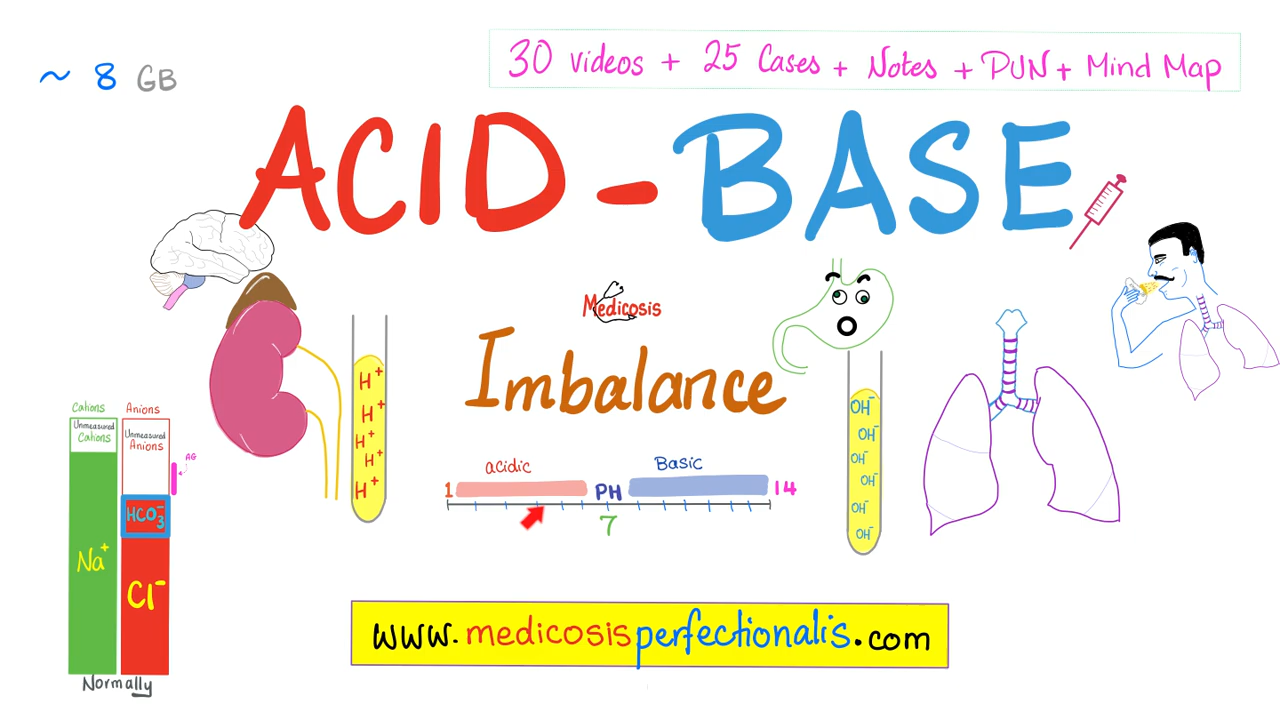 30 videos + 25 Cases + Notes + PUN + Mind Map
~ 8 GB
ACID-BASE
Medicosis
Imbalance
H+
H+
H+
H+
H+
OH-
OH-
OH-
OH-
OH-
OH-
Cations Anions
Unmeasured Cations
Unmeasured Anions
AG
HCO3-
Na+
Cl-
Normally
acidic Basic
1 PH 14
7
www.medicosisperfectionalis.com